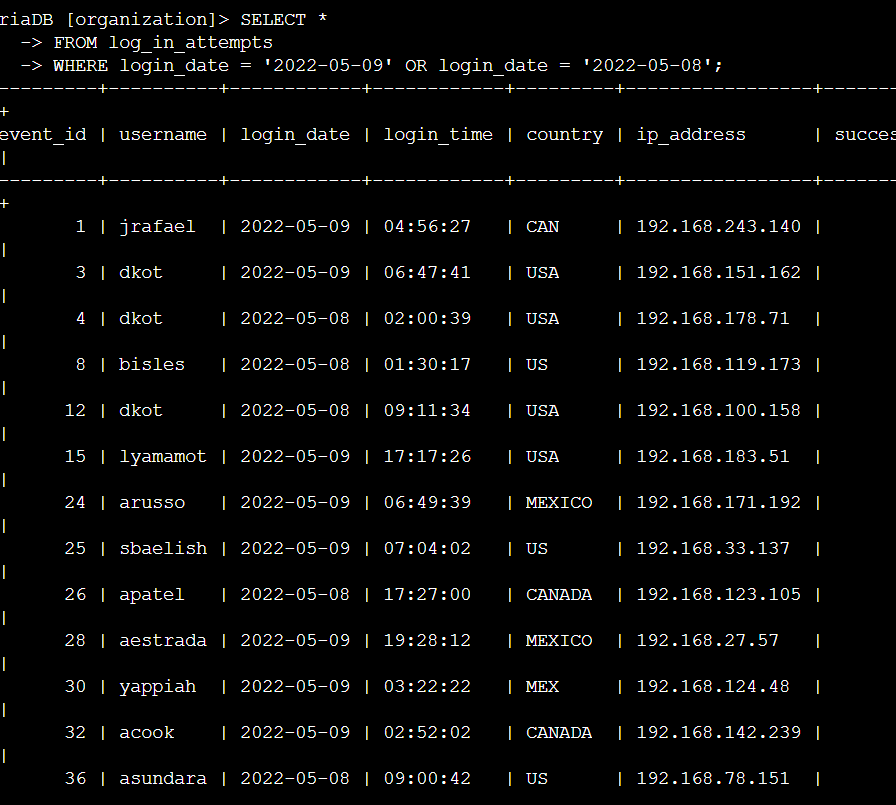 riaDB [organization]> SELECT *
  -> FROM log_in_attempts
  -> WHERE login_date = '2022-05-09' OR login_date = '2022-05-08';
---------+----------+------------+------------+---------+-----------------+-------
+
event_id | username | login_date | login_time | country | ip_address      | succes
|
---------+----------+------------+------------+---------+-----------------+-------
+
       1 | jrafael  | 2022-05-09 | 04:56:27   | CAN     | 192.168.243.140 |
|
       3 | dkot     | 2022-05-09 | 06:47:41   | USA     | 192.168.151.162 |
|
       4 | dkot     | 2022-05-08 | 02:00:39   | USA     | 192.168.178.71  |
|
       8 | bisles   | 2022-05-08 | 01:30:17   | US      | 192.168.119.173 |
|
      12 | dkot     | 2022-05-08 | 09:11:34   | USA     | 192.168.100.158 |
|
      15 | lyamamot | 2022-05-09 | 17:17:26   | USA     | 192.168.183.51  |
|
      24 | arusso   | 2022-05-09 | 06:49:39   | MEXICO  | 192.168.171.192 |
|
      25 | sbaelish | 2022-05-09 | 07:04:02   | US      | 192.168.33.137  |
|
      26 | apatel   | 2022-05-08 | 17:27:00   | CANADA  | 192.168.123.105 |
|
      28 | aestrada | 2022-05-09 | 19:28:12   | MEXICO  | 192.168.27.57   |
|
      30 | yappiah  | 2022-05-09 | 03:22:22   | MEX     | 192.168.124.48  |
|
      32 | acook    | 2022-05-09 | 02:52:02   | CANADA  | 192.168.142.239 |
|
      36 | asundara | 2022-05-08 | 09:00:42   | US      | 192.168.78.151  |